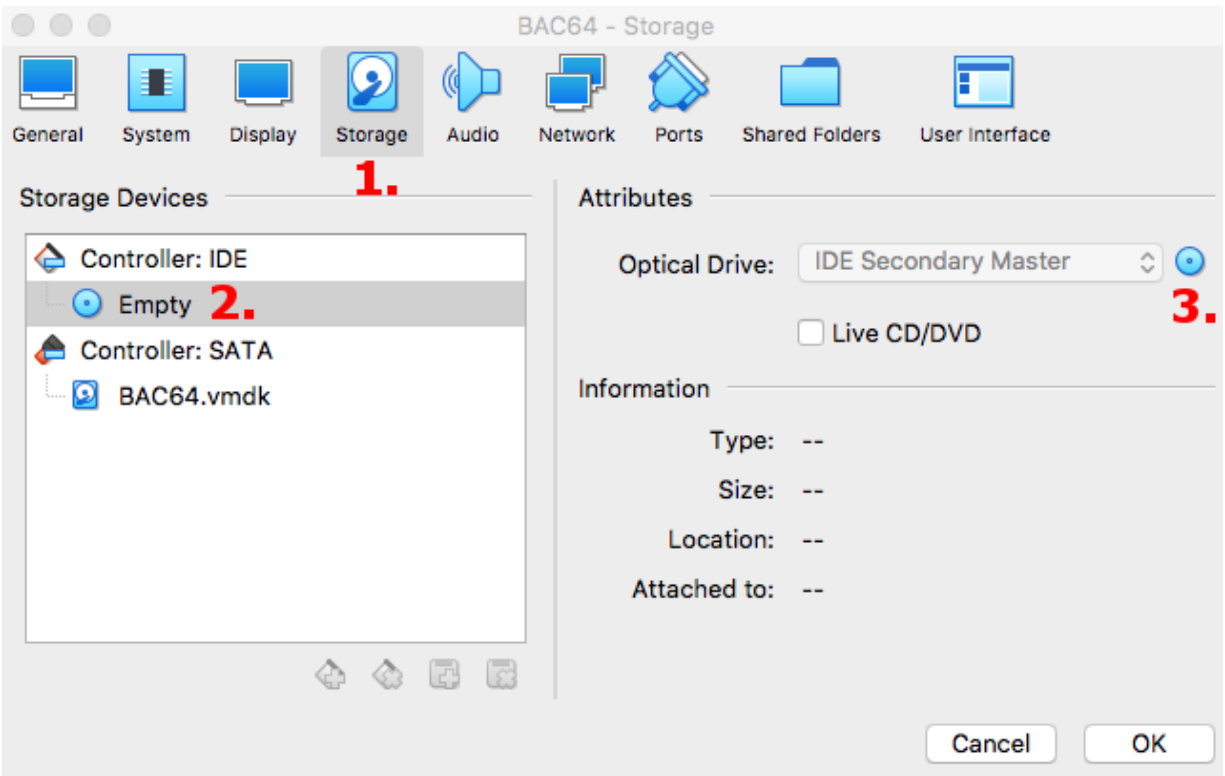 BAC64 - Storage
General System Display Storage Audio Network Ports Shared Folders User Interface
1.
Storage Devices
Controller: IDE
Empty 2.
Controller: SATA
BAC64.vmdk
Attributes
Optical Drive: IDE Secondary Master
3.
Live CD/DVD
Information
Type: --
Size: --
Location: --
Attached to: --
Cancel OK